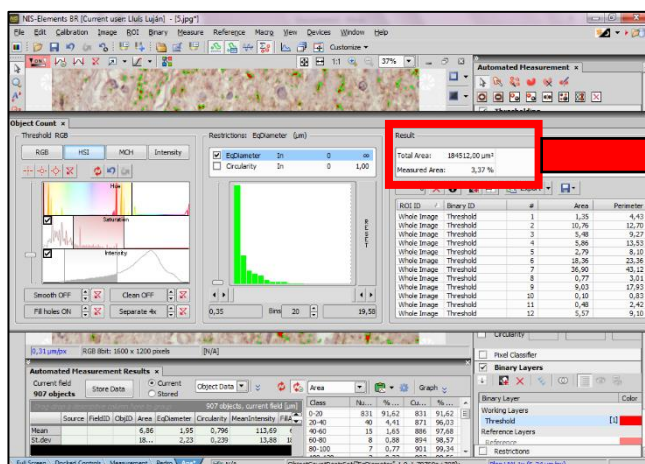 NIS-Elements BR [Current user: Lluís Luján] - [5.jpg*]
File Edit Calibration Image ROI Binary Measure Reference Macro View Devices Window Help
Customize
1:1 37%
Automated Measurement ×
Object Count ×
Threshold RGB
RGB HSI MCH Intensity
Hue
Saturation
Intensity
Smooth OFF Clean OFF
Fill holes ON Separate 4x
Restrictions: EqDiameter (µm)
EqDiameter In 0 ∞
Circularity In 0 1,00
RESET
0,35 Bins 20 19,50
Result
Total Area: 184512,00 µm²
Measured Area: 3,37 %
Export
ROI ID / Binary ID # Area Perimeter
Whole Image Threshold 1 1,35 4,43
Whole Image Threshold 2 10,76 12,70
Whole Image Threshold 3 5,48 9,27
Whole Image Threshold 4 5,86 13,53
Whole Image Threshold 5 2,79 8,10
Whole Image Threshold 6 18,36 23,36
Whole Image Threshold 7 36,90 43,12
Whole Image Threshold 8 0,77 3,01
Whole Image Threshold 9 9,03 17,93
Whole Image Threshold 10 0,10 0,83
Whole Image Threshold 11 0,48 2,42
Whole Image Threshold 12 5,57 9,10
0,31 µm/px RGB 8bit: 1600 x 1200 pixels [N/A]
Automated Measurement Results ×
Current field
907 objects
Store Data
Current
Stored
Object Data
907 objects, current field [µm]
Source FieldID ObjID Area EqDiameter Circularity MeanIntensity
Mean 6,86 1,95 0,796 113,69
St.dev 18... 2,23 0,239 13,88
Area Graph
Class Nu... % ... Cu... % ...
0-20 831 91,62 831 91,62
20-40 40 4,41 871 96,03
40-60 15 1,65 886 97,68
60-80 8 0,88 894 98,57
80-100 7 0,77 901 99,34
Circularity
Pixel Classifier
Binary Layers
Binary Layer Color
Working Layers
Threshold [1]
Reference Layers
Reference
Restrictions